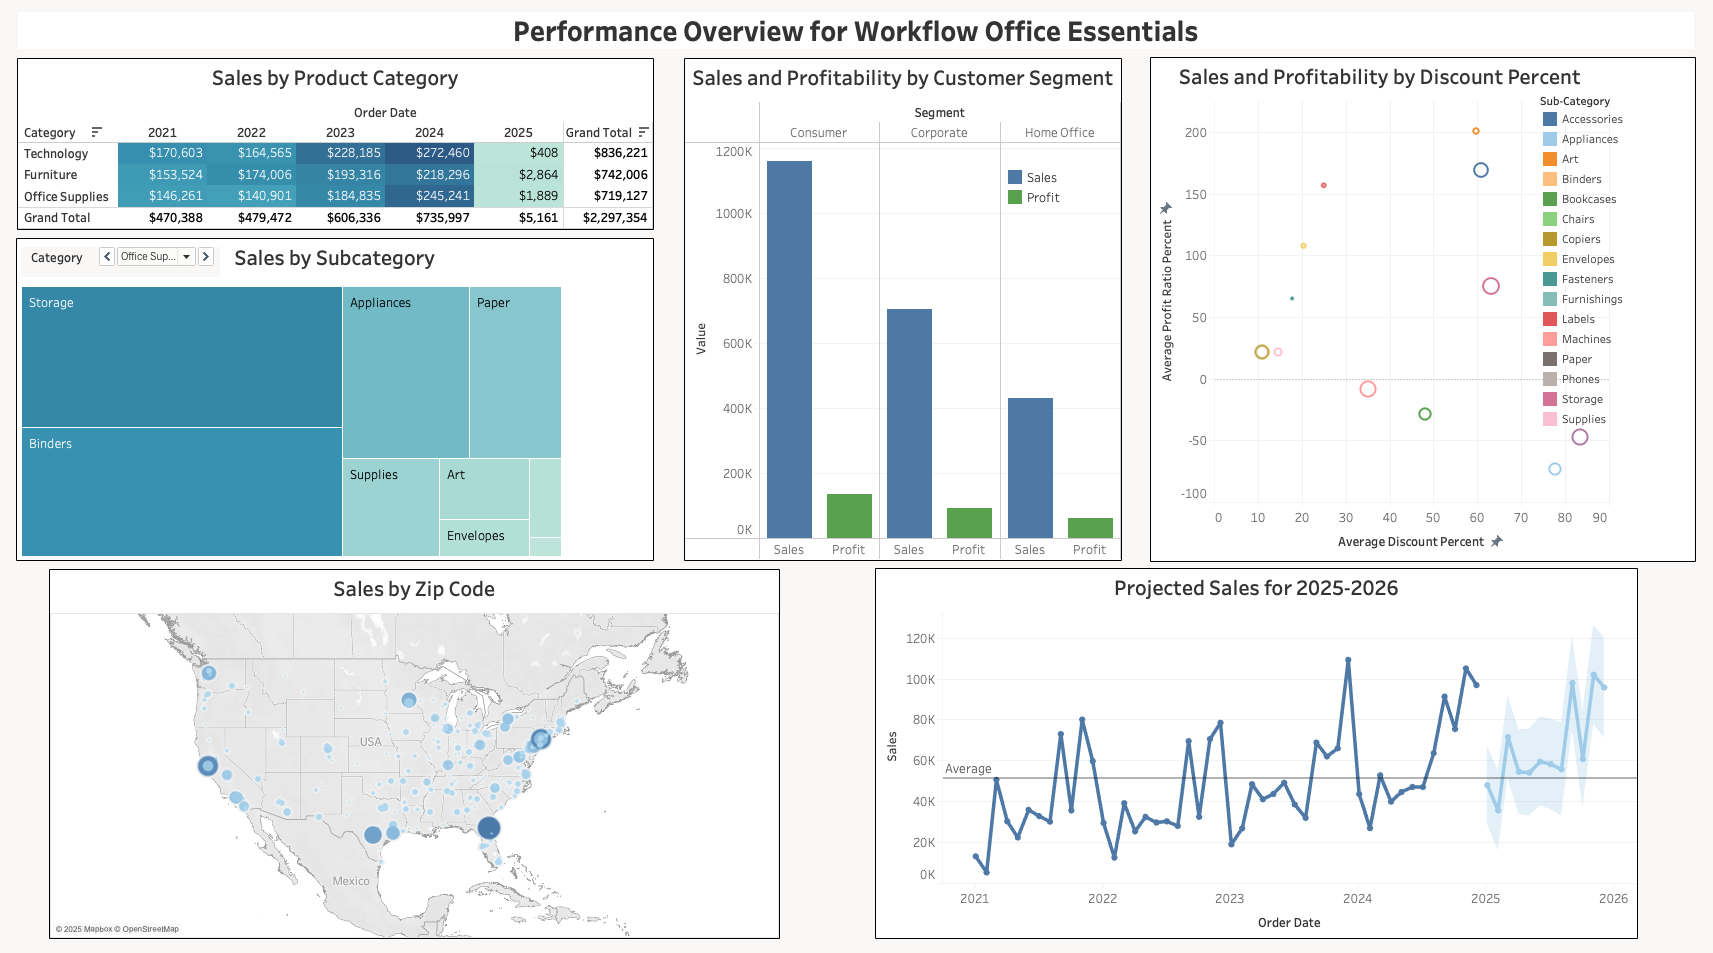 Performance Overview for Workflow Office Essentials
Sales by Product Category
Order Date
Category 2021 2022 2023 2024 2025 Grand Total
Technology $170,603 $164,565 $228,185 $272,460 $408 $836,221
Furniture $153,524 $174,006 $193,316 $218,296 $2,864 $742,006
Office Supplies $146,261 $140,901 $184,835 $245,241 $1,889 $719,127
Grand Total $470,388 $479,472 $606,336 $735,997 $5,161 $2,297,354
Category Office Sup... Sales by Subcategory
Storage
Appliances
Paper
Binders
Supplies
Art
Envelopes
Sales and Profitability by Customer Segment
Segment
Consumer Corporate Home Office
1200K
1000K
800K
600K
400K
200K
0K
Value
Sales
Profit
Sales Profit Sales Profit Sales Profit
Sales and Profitability by Discount Percent
200
150
100
50
0
-50
-100
Average Profit Ratio Percent
0 10 20 30 40 50 60 70 80 90
Average Discount Percent
Sub-Category
Accessories
Appliances
Art
Binders
Bookcases
Chairs
Copiers
Envelopes
Fasteners
Furnishings
Labels
Machines
Paper
Phones
Storage
Supplies
Sales by Zip Code
USA
Mexico
© 2025 Mapbox © OpenStreetMap
Projected Sales for 2025-2026
120K
100K
80K
60K
40K
20K
0K
Sales
Average
2021 2022 2023 2024 2025 2026
Order Date